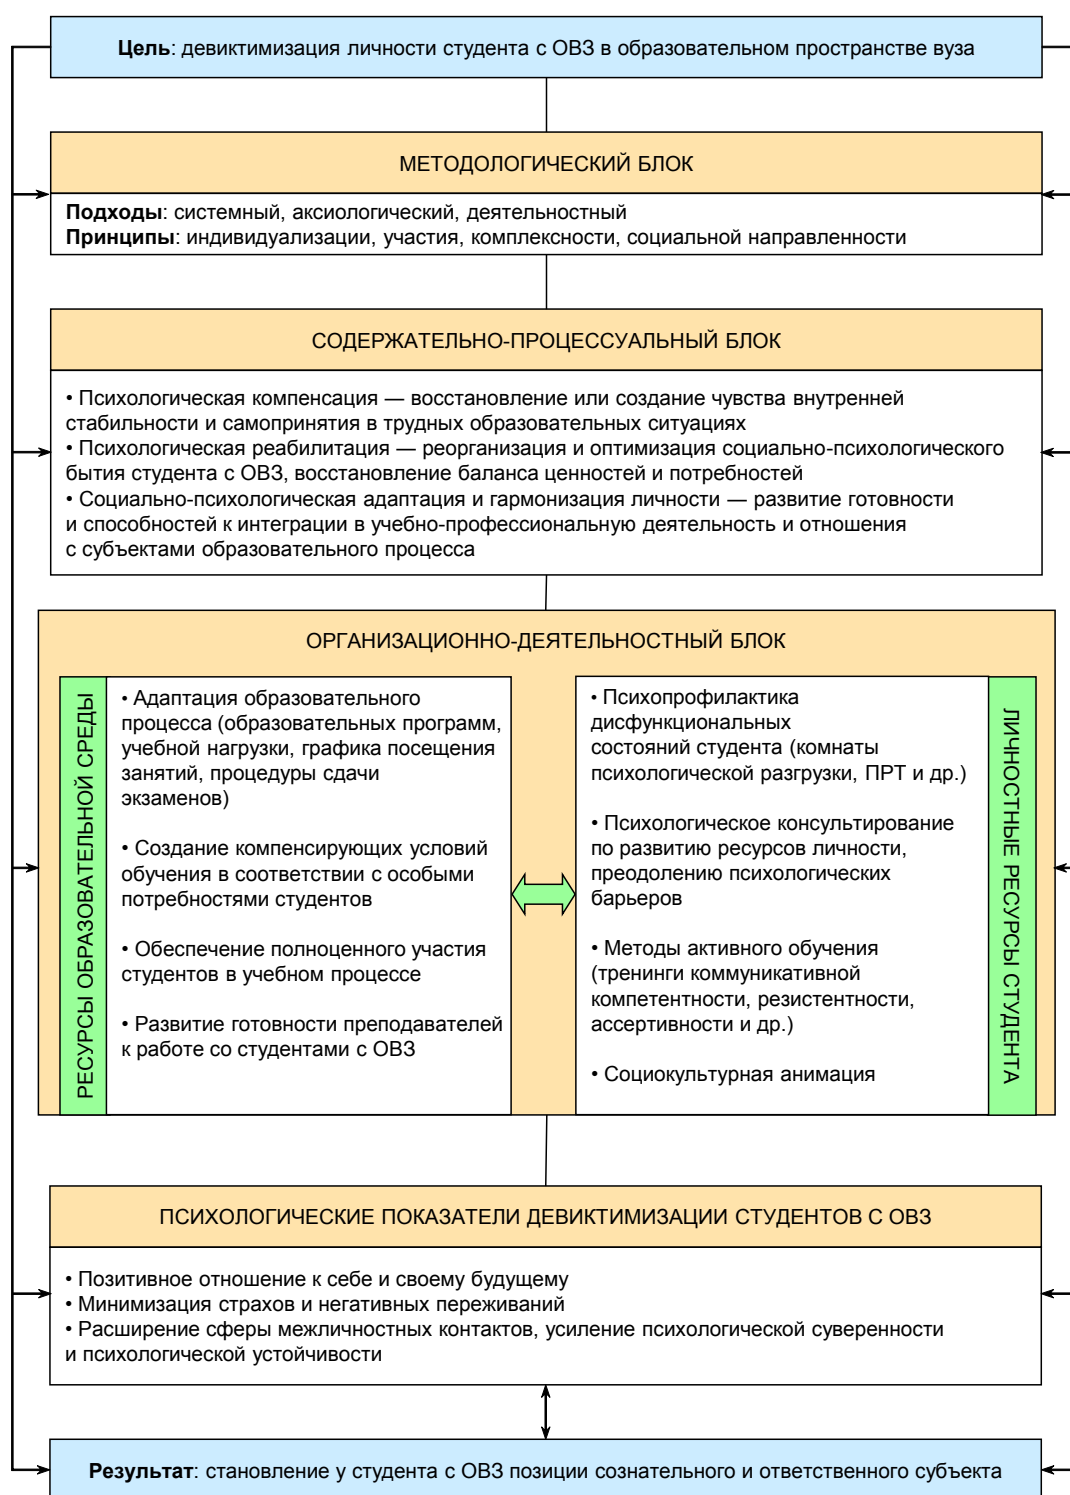 Цель: девиктимизация личности студента с ОВЗ в образовательном пространстве вуза
МЕТОДОЛОГИЧЕСКИЙ БЛОК
Подходы: системный, аксиологический, деятельностный
Принципы: индивидуализации, участия, комплексности, социальной направленности
СОДЕРЖАТЕЛЬНО-ПРОЦЕССУАЛЬНЫЙ БЛОК
• Психологическая компенсация — восстановление или создание чувства внутренней
стабильности и самопринятия в трудных образовательных ситуациях
• Психологическая реабилитация — реорганизация и оптимизация социально-психологического
бытия студента с ОВЗ, восстановление баланса ценностей и потребностей
• Социально-психологическая адаптация и гармонизация личности — развитие готовности
и способностей к интеграции в учебно-профессиональную деятельность и отношения
с субъектами образовательного процесса
ОРГАНИЗАЦИОННО-ДЕЯТЕЛЬНОСТНЫЙ БЛОК
РЕСУРСЫ ОБРАЗОВАТЕЛЬНОЙ СРЕДЫ
• Адаптация образовательного
процесса (образовательных программ,
учебной нагрузки, графика посещения
занятий, процедуры сдачи
экзаменов)
• Создание компенсирующих условий
обучения в соответствии с особыми
потребностями студентов
• Обеспечение полноценного участия
студентов в учебном процессе
• Развитие готовности преподавателей
к работе со студентами с ОВЗ
• Психопрофилактика
дисфункциональных
состояний студента (комнаты
психологической разгрузки, ПРТ и др.)
• Психологическое консультирование
по развитию ресурсов личности,
преодолению психологических
барьеров
• Методы активного обучения
(тренинги коммуникативной
компетентности, резистентности,
ассертивности и др.)
• Социокультурная анимация
ЛИЧНОСТНЫЕ РЕСУРСЫ СТУДЕНТА
ПСИХОЛОГИЧЕСКИЕ ПОКАЗАТЕЛИ ДЕВИКТИМИЗАЦИИ СТУДЕНТОВ С ОВЗ
• Позитивное отношение к себе и своему будущему
• Минимизация страхов и негативных переживаний
• Расширение сферы межличностных контактов, усиление психологической суверенности
и психологической устойчивости
Результат: становление у студента с ОВЗ позиции сознательного и ответственного субъекта